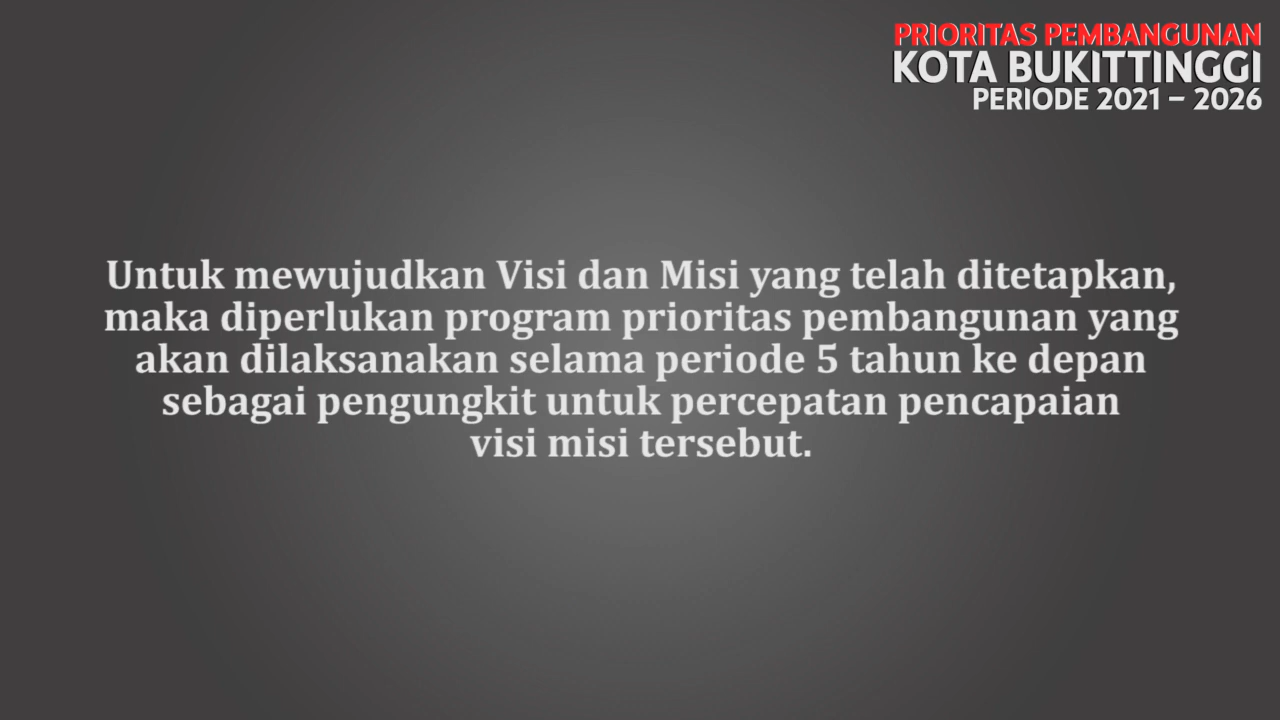 PRIORITAS PEMBANGUNAN
KOTA BUKITTINGGI
PERIODE 2021 – 2026
Untuk mewujudkan Visi dan Misi yang telah ditetapkan,
maka diperlukan program prioritas pembangunan yang
akan dilaksanakan selama periode 5 tahun ke depan
sebagai pengungkit untuk percepatan pencapaian
visi misi tersebut.